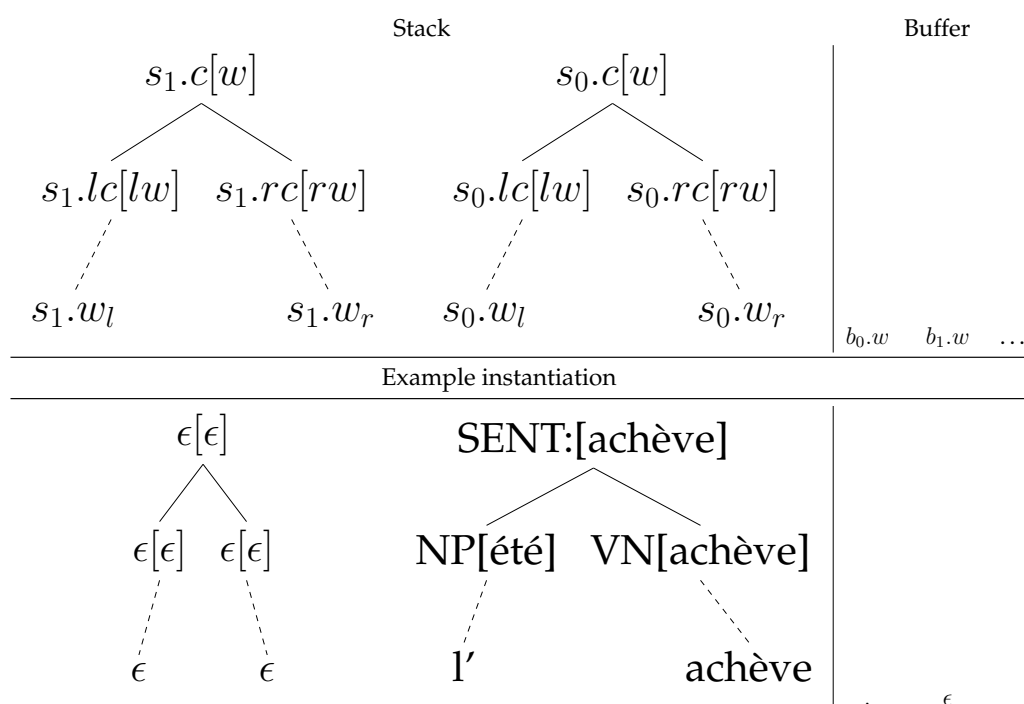 Stack Buffer
s₁.c[w] s₀.c[w]
s₁.lc[lw] s₁.rc[rw] s₀.lc[lw] s₀.rc[rw]
s₁.wₗ s₁.wᵣ s₀.wₗ s₀.wᵣ
b₀.w b₁.w ...
Example instantiation
ϵ[ϵ] SENT:[achève]
ϵ[ϵ] ϵ[ϵ] NP[été] VN[achève]
ϵ ϵ l’ achève
. ϵ